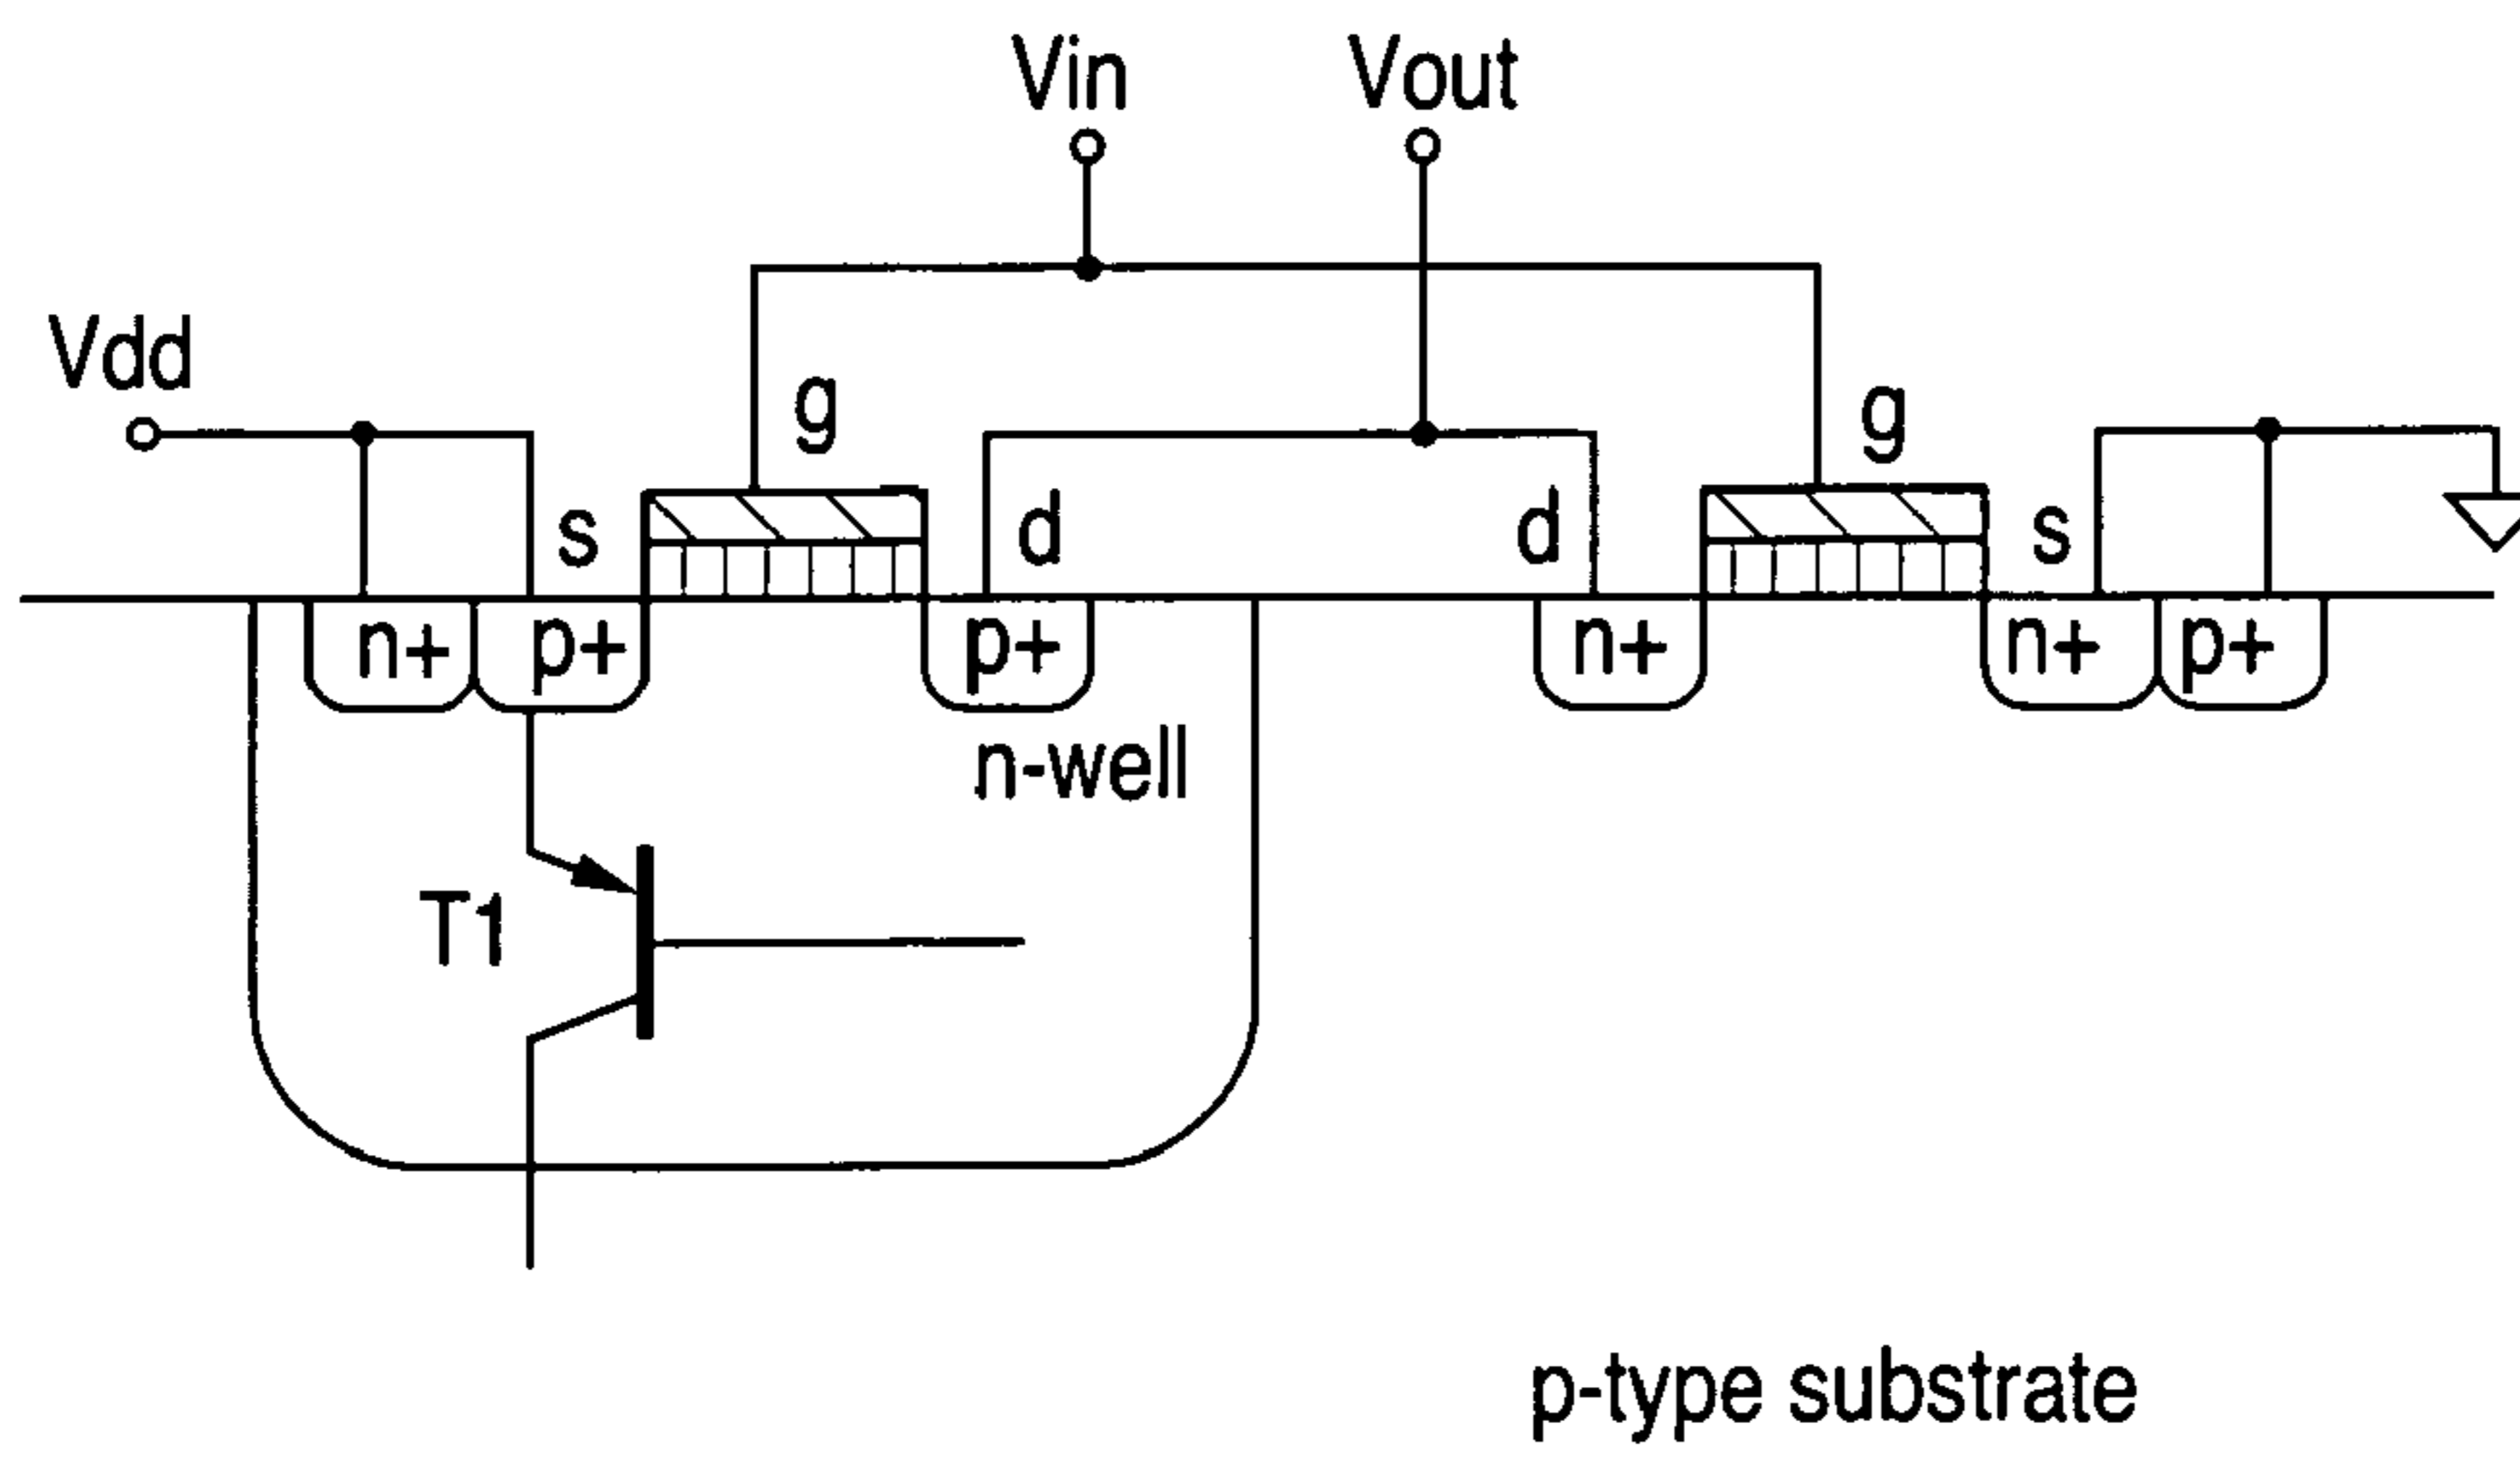 Vin
Vout
Vdd
g
g
s
d
d
s
n+
p+
p+
n+
n+
p+
n-well
T1
p-type substrate